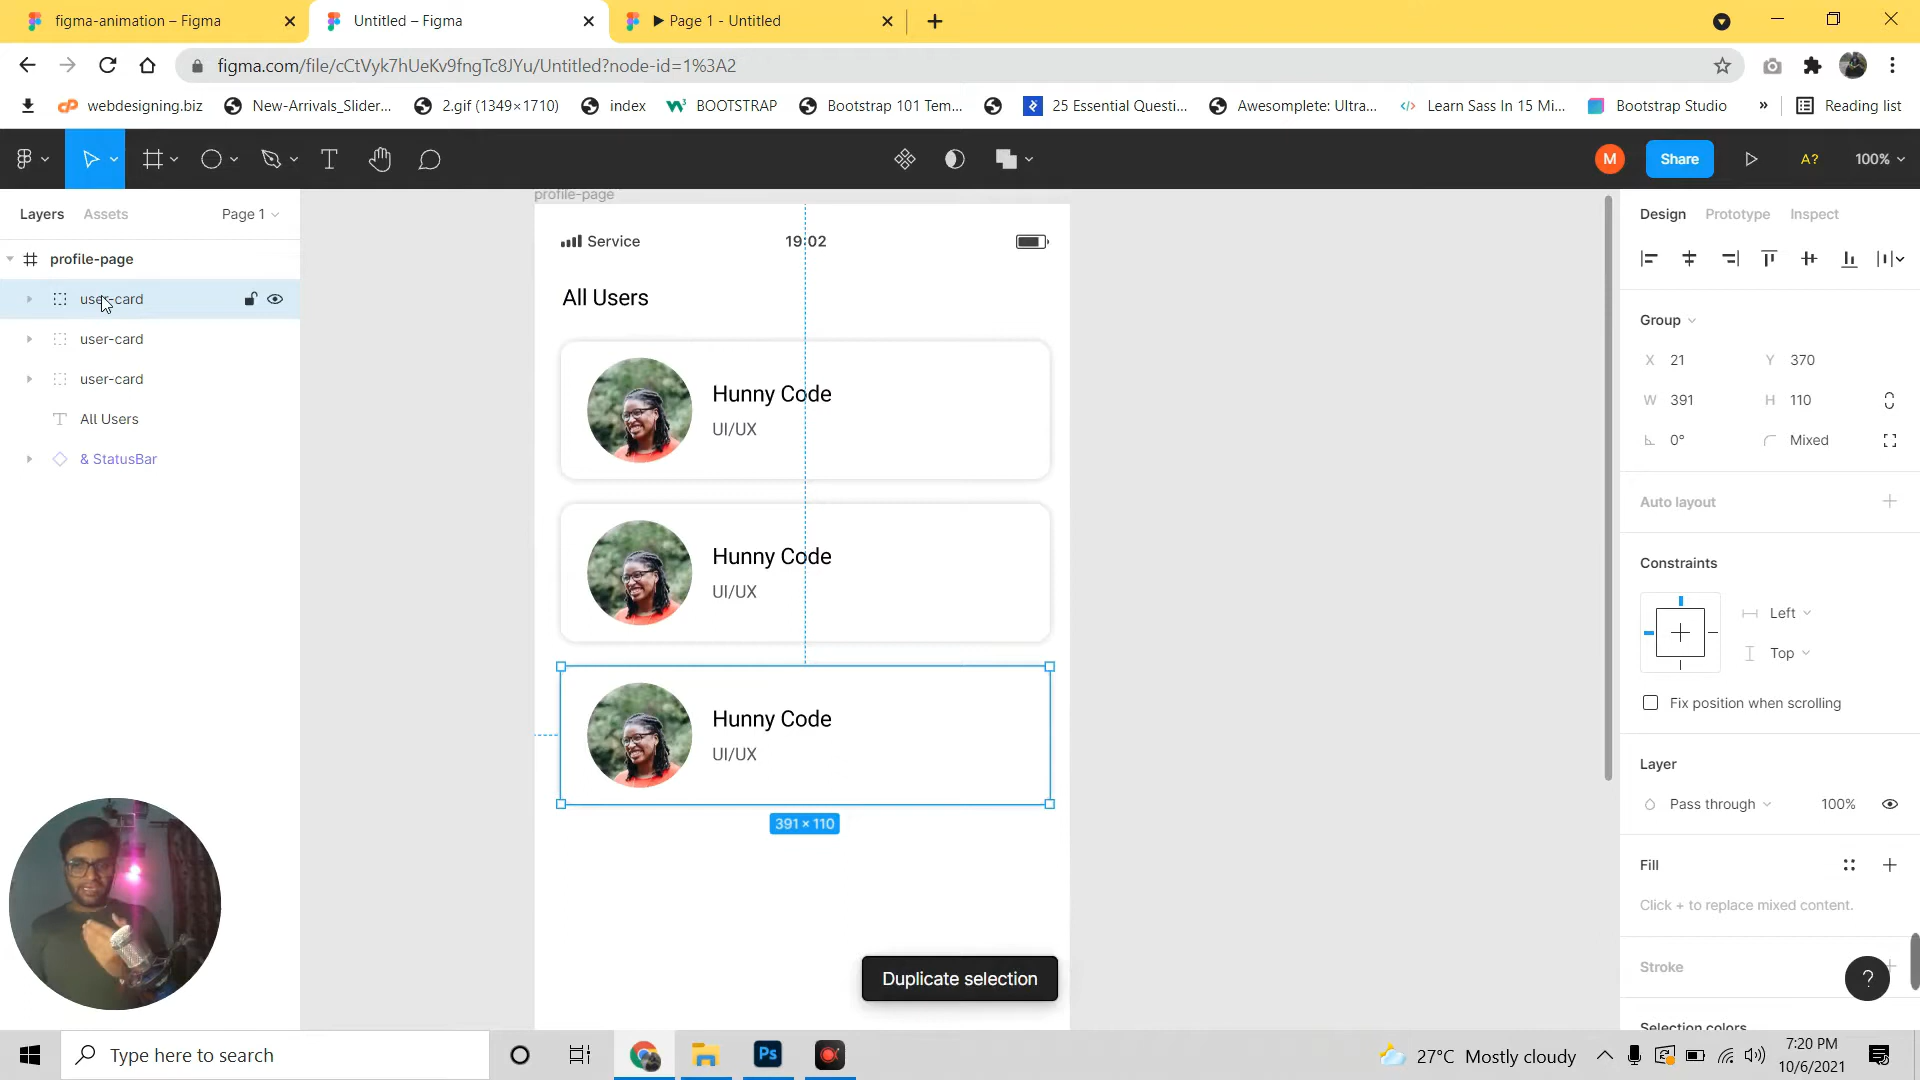 figma-animation – Figma
Untitled – Figma
Page 1 - Untitled
figma.com/file/cCtVyk7hUeKv9fngTc8JYu/Untitled?node-id=1%3A2
webdesigning.biz
New-Arrivals_Slider...
2.gif (1349×1710)
index
BOOTSTRAP
Bootstrap 101 Tem...
25 Essential Questi...
Awesomplete: Ultra...
Learn Sass In 15 Mi...
Bootstrap Studio
»
Reading list
M
Share
A?
100%
Layers
Assets
Page 1
profile-page
user-card
user-card
user-card
All Users
& StatusBar
profile-page
Service
19:02
All Users
Hunny Code
UI/UX
Hunny Code
UI/UX
Hunny Code
UI/UX
391 × 110
Duplicate selection
Design
Prototype
Inspect
Group
X 21
Y 370
W 391
H 110
0°
Mixed
Auto layout
Constraints
Left
Top
Fix position when scrolling
Layer
Pass through
100%
Fill
Click + to replace mixed content.
Stroke
?
Selection colors
Type here to search
Ps
27°C Mostly cloudy
7:20 PM
10/6/2021